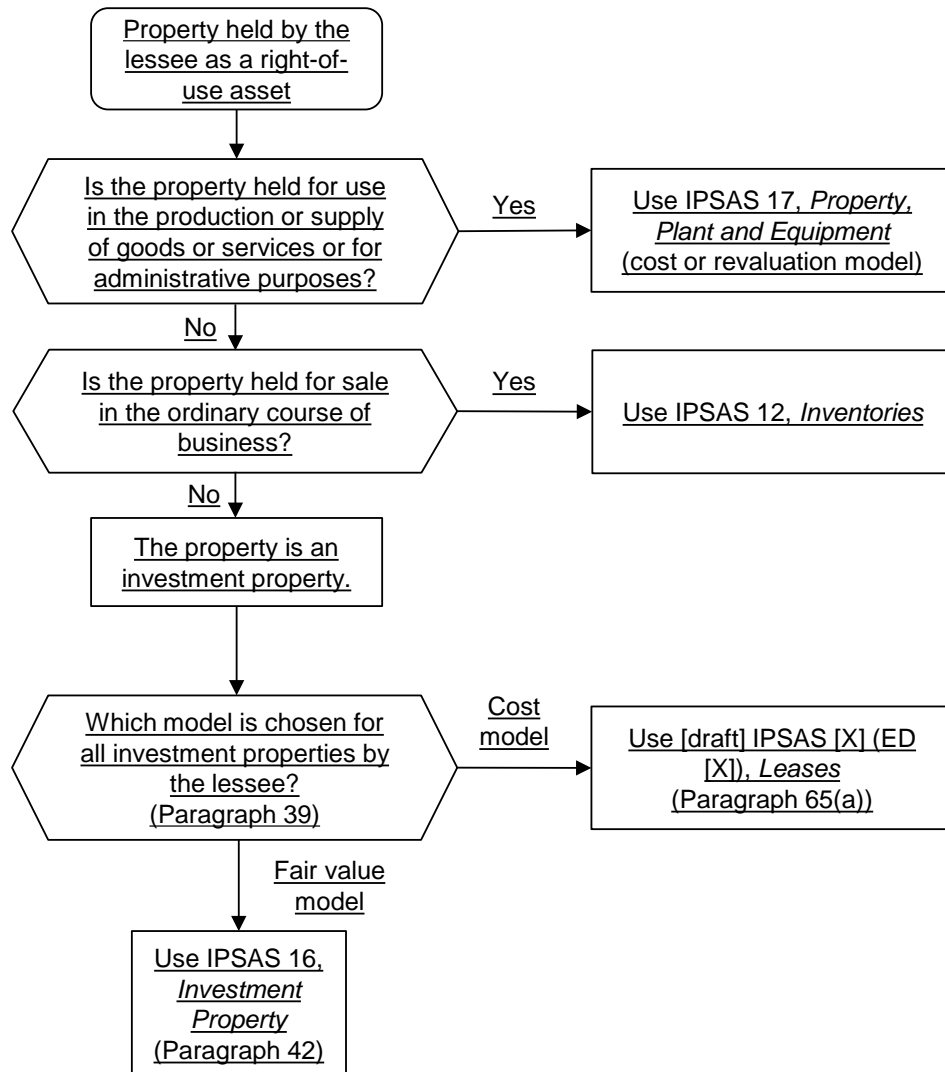 Property held by the
lessee as a right-of-
use asset
Is the property held for use
in the production or supply
of goods or services or for
administrative purposes?
Yes
Use IPSAS 17, Property,
Plant and Equipment
(cost or revaluation model)
No
Is the property held for sale
in the ordinary course of
business?
Yes
Use IPSAS 12, Inventories
No
The property is an
investment property.
Which model is chosen for
all investment properties by
the lessee?
(Paragraph 39)
Cost
model
Use [draft] IPSAS [X] (ED
[X]), Leases
(Paragraph 65(a))
Fair value
model
Use IPSAS 16,
Investment
Property
(Paragraph 42)